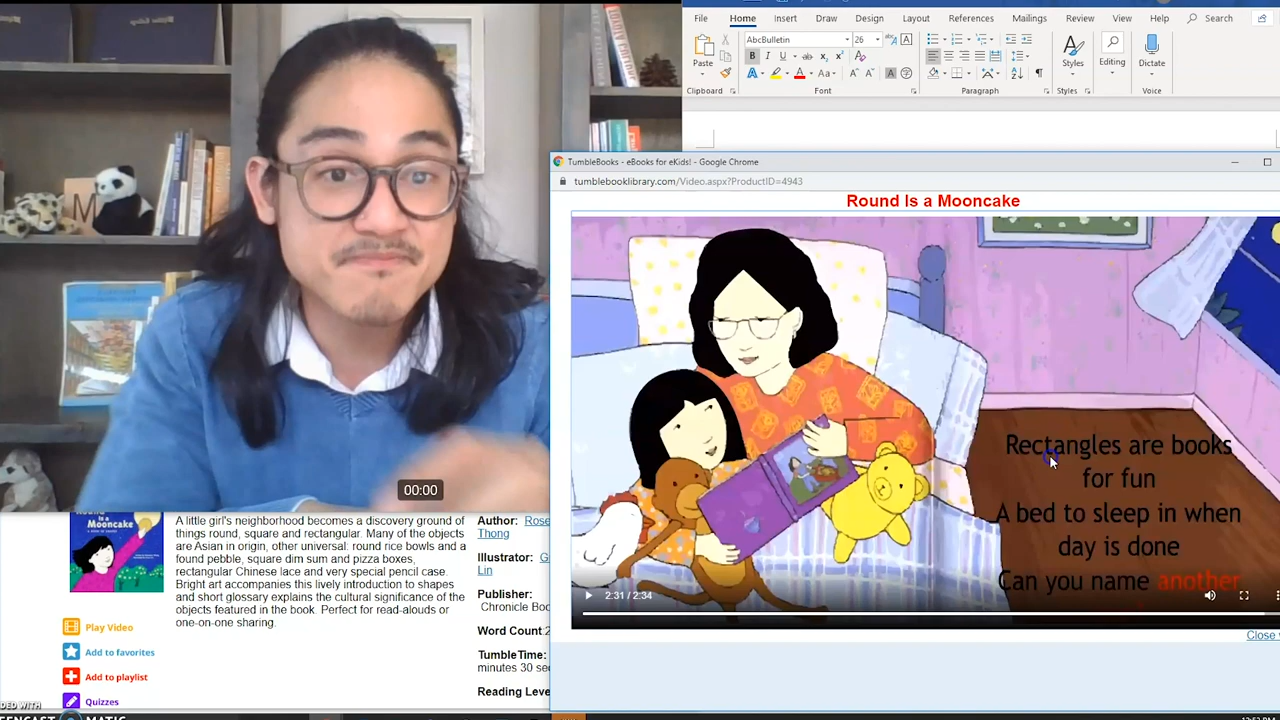 File Home Insert Draw Design Layout References Mailings Review View Help Search
AbcBulletin 26
Paste
Styles
Editing
Dictate
Clipboard Font Paragraph Styles Voice
TumbleBooks - eBooks for eKids! - Google Chrome
tumblebooklibrary.com/Video.aspx?ProductID=4943
Round Is a Mooncake
Rectangles are books
for fun
A bed to sleep in when
day is done
Can you name another
2:31 / 2:34
Close
M
00:00
Mooncake
A little girl's neighborhood becomes a discovery ground of
things round, square and rectangular. Many of the objects
are Asian in origin, other universal: round rice bowls and a
found pebble, square dim sum and pizza boxes,
rectangular Chinese lace and very special pencil case.
Bright art accompanies this lively introduction to shapes
and short glossary explains the cultural significance of the
objects featured in the book. Perfect for read-alouds or
one-on-one sharing.
Author: Rose
Thong
Illustrator: G
Lin
Publisher:
Chronicle Boo
Word Count:2
TumbleTime:
minutes 30 sec
Reading Leve
Play Video
Add to favorites
Add to playlist
Quizzes